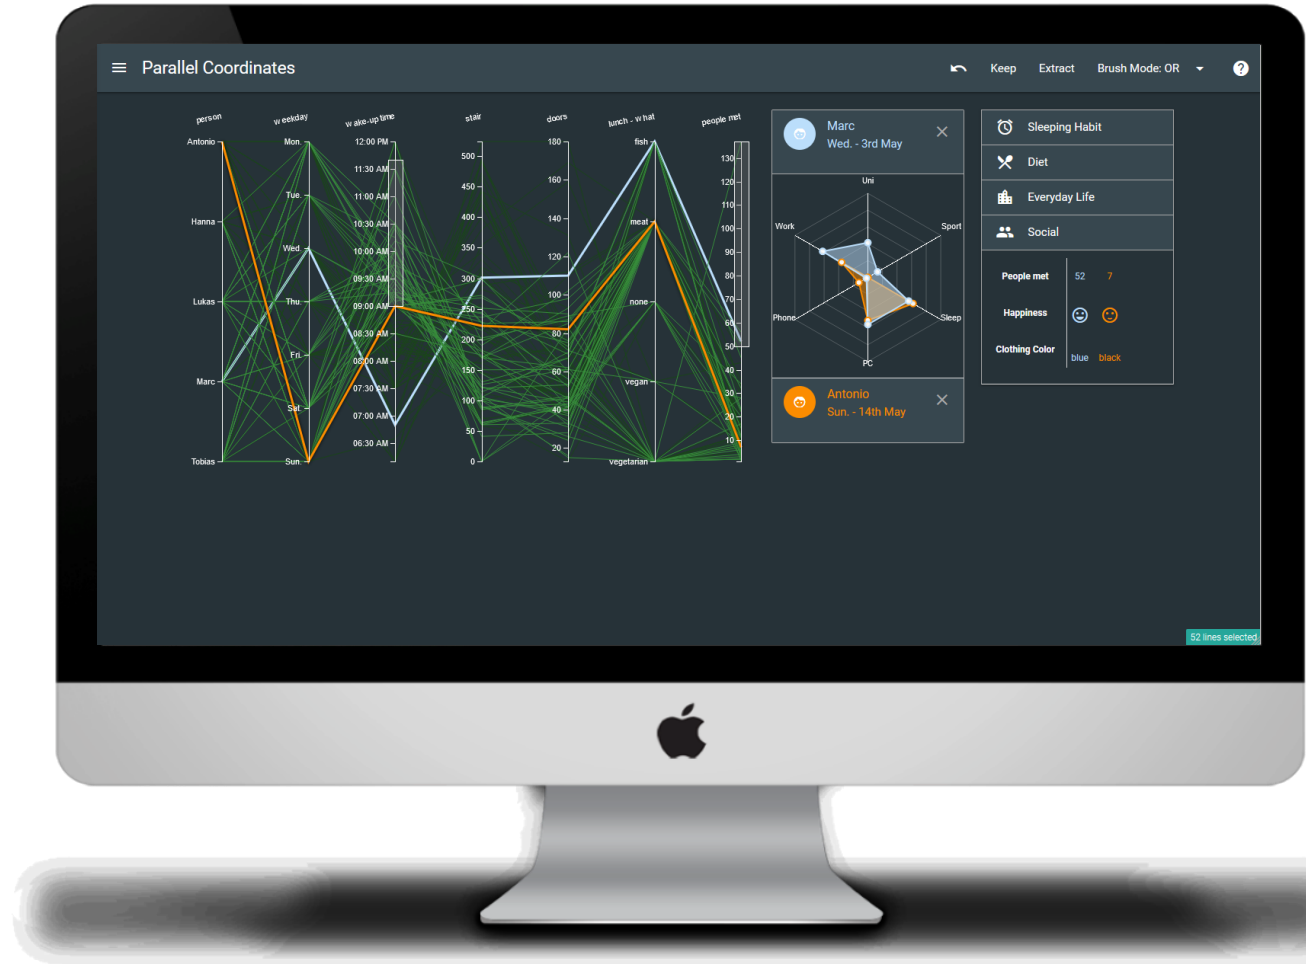 Parallel Coordinates
Keep
Extract
Brush Mode: OR
?
person
weekday
wake-up time
stair
doors
lunch - what
people met
Antonio
Hanna
Lukas
Marc
Tobias
Mon.
Tue.
Wed.
Thu.
Fri.
Sat.
Sun.
12:00 PM
11:30 AM
11:00 AM
10:30 AM
10:00 AM
09:30 AM
09:00 AM
08:30 AM
08:00 AM
07:30 AM
07:00 AM
06:30 AM
500
450
400
350
300
250
200
150
100
50
0
180
160
140
120
100
80
60
40
20
fish
meat
none
vegan
vegetarian
130
120
110
100
90
80
70
60
50
40
30
20
10
Marc
Wed. - 3rd May
Uni
Work
Sport
Phone
Sleep
PC
Antonio
Sun. - 14th May
Sleeping Habit
Diet
Everyday Life
Social
People met 52 7
Happiness
Clothing Color blue black
52 lines selected